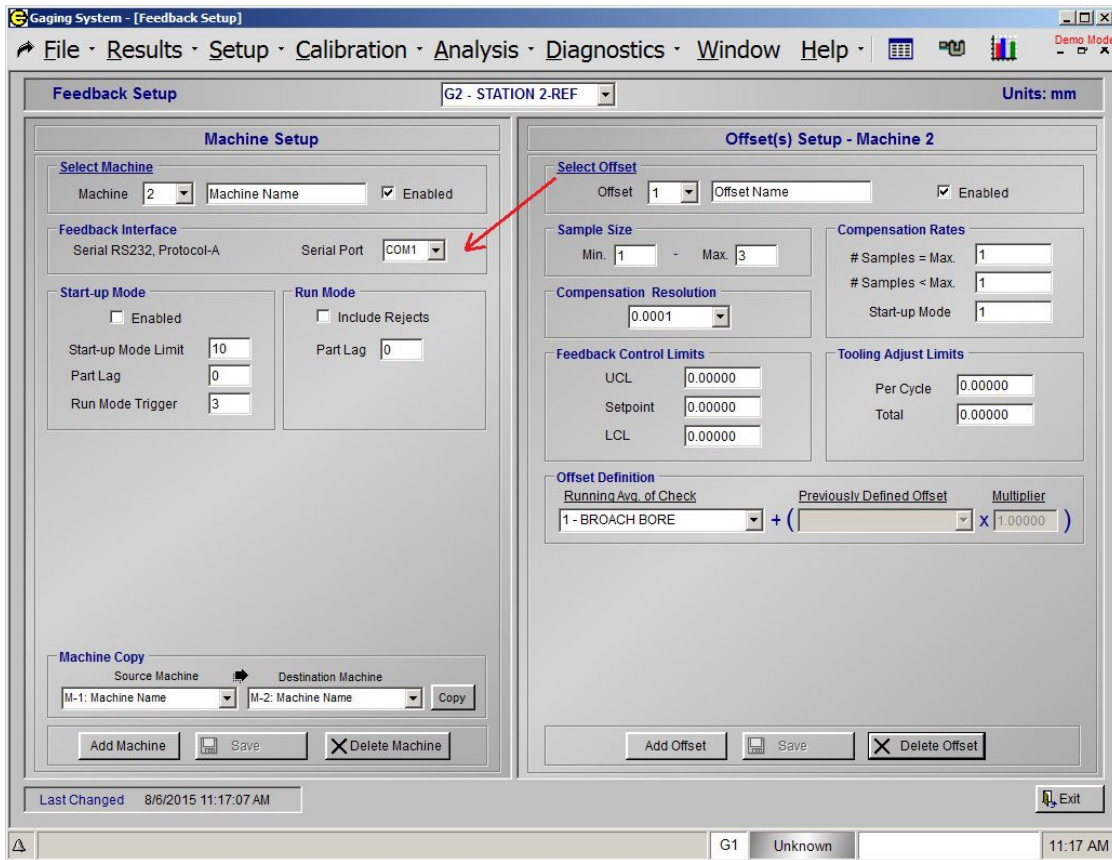 Gaging System - [Feedback Setup]
File Results Setup Calibration Analysis Diagnostics Window Help Demo Mode
Feedback Setup G2 - STATION 2-REF Units: mm
Machine Setup
Select Machine
Machine 2 Machine Name Enabled
Feedback Interface
Serial RS232, Protocol-A Serial Port COM1
Start-up Mode
Enabled
Start-up Mode Limit 10
Part Lag 0
Run Mode Trigger 3
Run Mode
Include Rejects
Part Lag 0
Machine Copy
Source Machine Destination Machine
M-1: Machine Name M-2: Machine Name Copy
Add Machine Save Delete Machine
Offset(s) Setup - Machine 2
Select Offset
Offset 1 Offset Name Enabled
Sample Size
Min. 1 - Max. 3
Compensation Resolution
0.0001
Compensation Rates
# Samples = Max. 1
# Samples < Max. 1
Start-up Mode 1
Feedback Control Limits
UCL 0.00000
Setpoint 0.00000
LCL 0.00000
Tooling Adjust Limits
Per Cycle 0.00000
Total 0.00000
Offset Definition
Running Avg. of Check Previously Defined Offset Multiplier
1 - BROACH BORE + ( X 1.00000 )
Add Offset Save Delete Offset
Last Changed 8/6/2015 11:17:07 AM Exit
G1 Unknown 11:17 AM